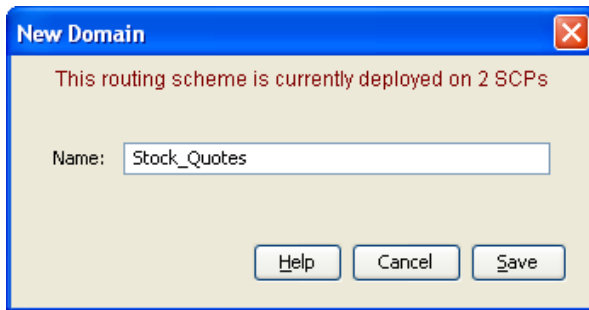 New Domain
This routing scheme is currently deployed on 2 SCPs
Name: Stock_Quotes
Help Cancel Save